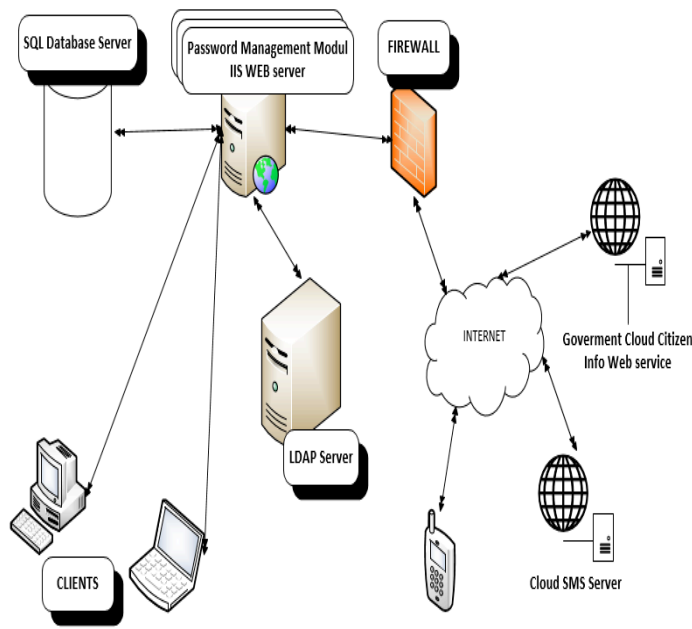 SQL Database Server
Password Management Modul
IIS WEB server
FIREWALL
INTERNET
Goverment Cloud Citizen
Info Web service
LDAP Server
CLIENTS
Cloud SMS Server